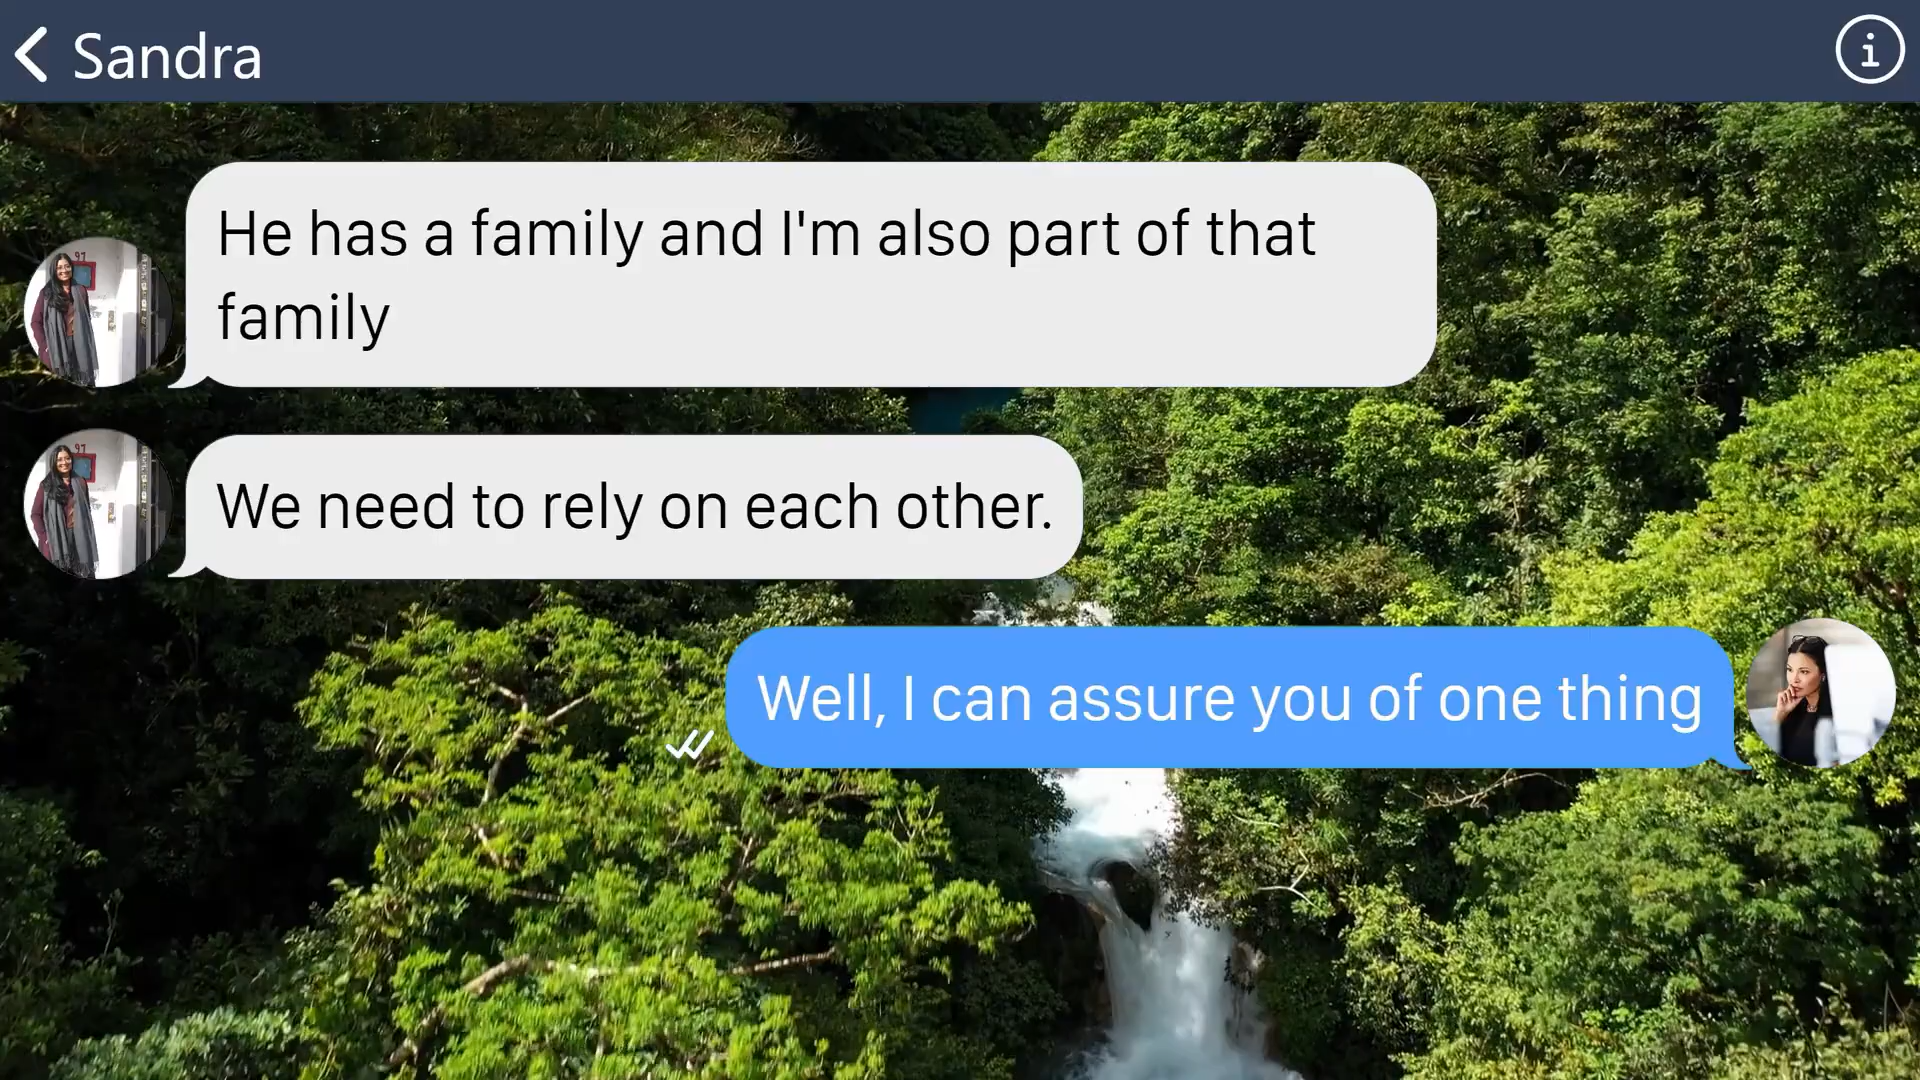 Sandra
He has a family and I'm also part of that
family
We need to rely on each other.
Well, I can assure you of one thing